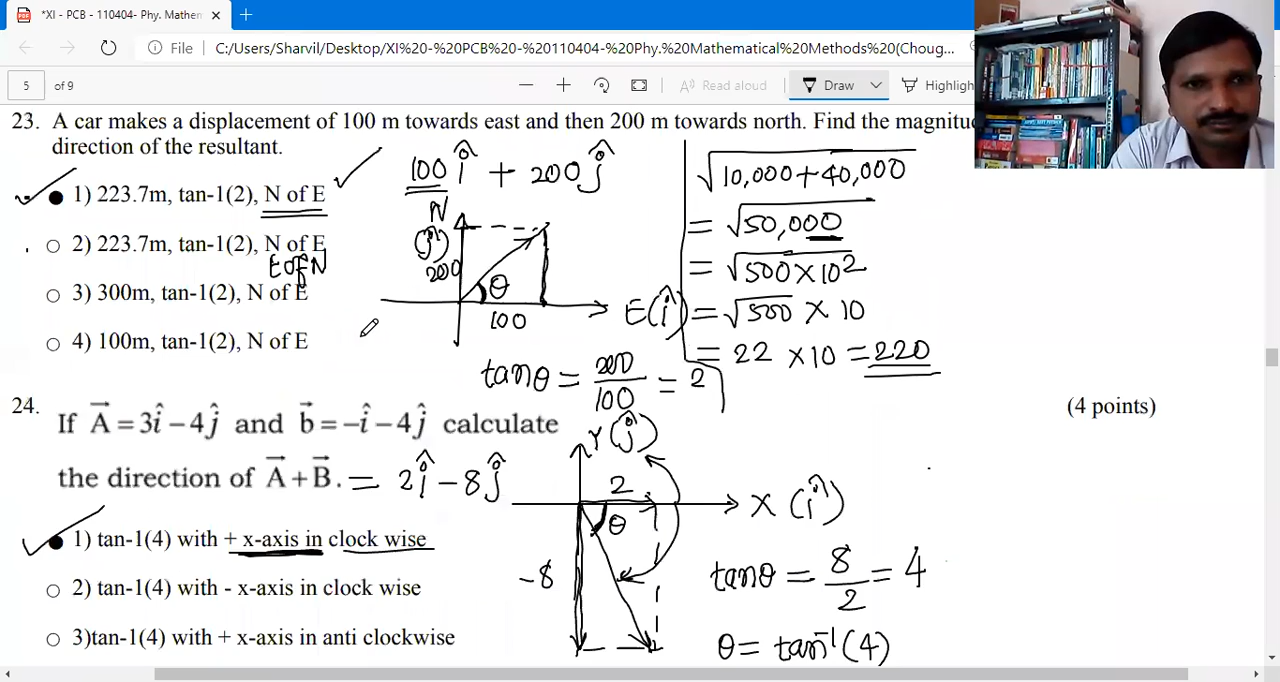 *XI - PCB - 110404- Phy. Mathen
File C:/Users/Sharvil/Desktop/XI%20-%20PCB%20-%20110404-%20Phy.%20Mathematical%20Methods%20(Choug...
5 of 9 Read aloud Draw Highligh
23. A car makes a displacement of 100 m towards east and then 200 m towards north. Find the magnitu
direction of the resultant.
100 î + 200 ĵ
√10,000+40,000
1) 223.7m, tan-1(2), N of E
= √50,000
N
(ĵ)
200
2) 223.7m, tan-1(2), N of E
E of N
= √500×10²
θ
3) 300m, tan-1(2), N of E
100
E(î)
= √500 × 10
4) 100m, tan-1(2), N of E
= 22 ×10 = 220
tanθ = 200/100 = 2
24. (4 points)
If A⃗ = 3î − 4ĵ and b⃗ = −î − 4ĵ calculate
the direction of A⃗ + B⃗. = 2î - 8ĵ
Y (ĵ)
2
X (î)
θ
1) tan-1(4) with + x-axis in clock wise
-8
tanθ = 8/2 = 4
2) tan-1(4) with - x-axis in clock wise
3)tan-1(4) with + x-axis in anti clockwise
θ = tan⁻¹(4)